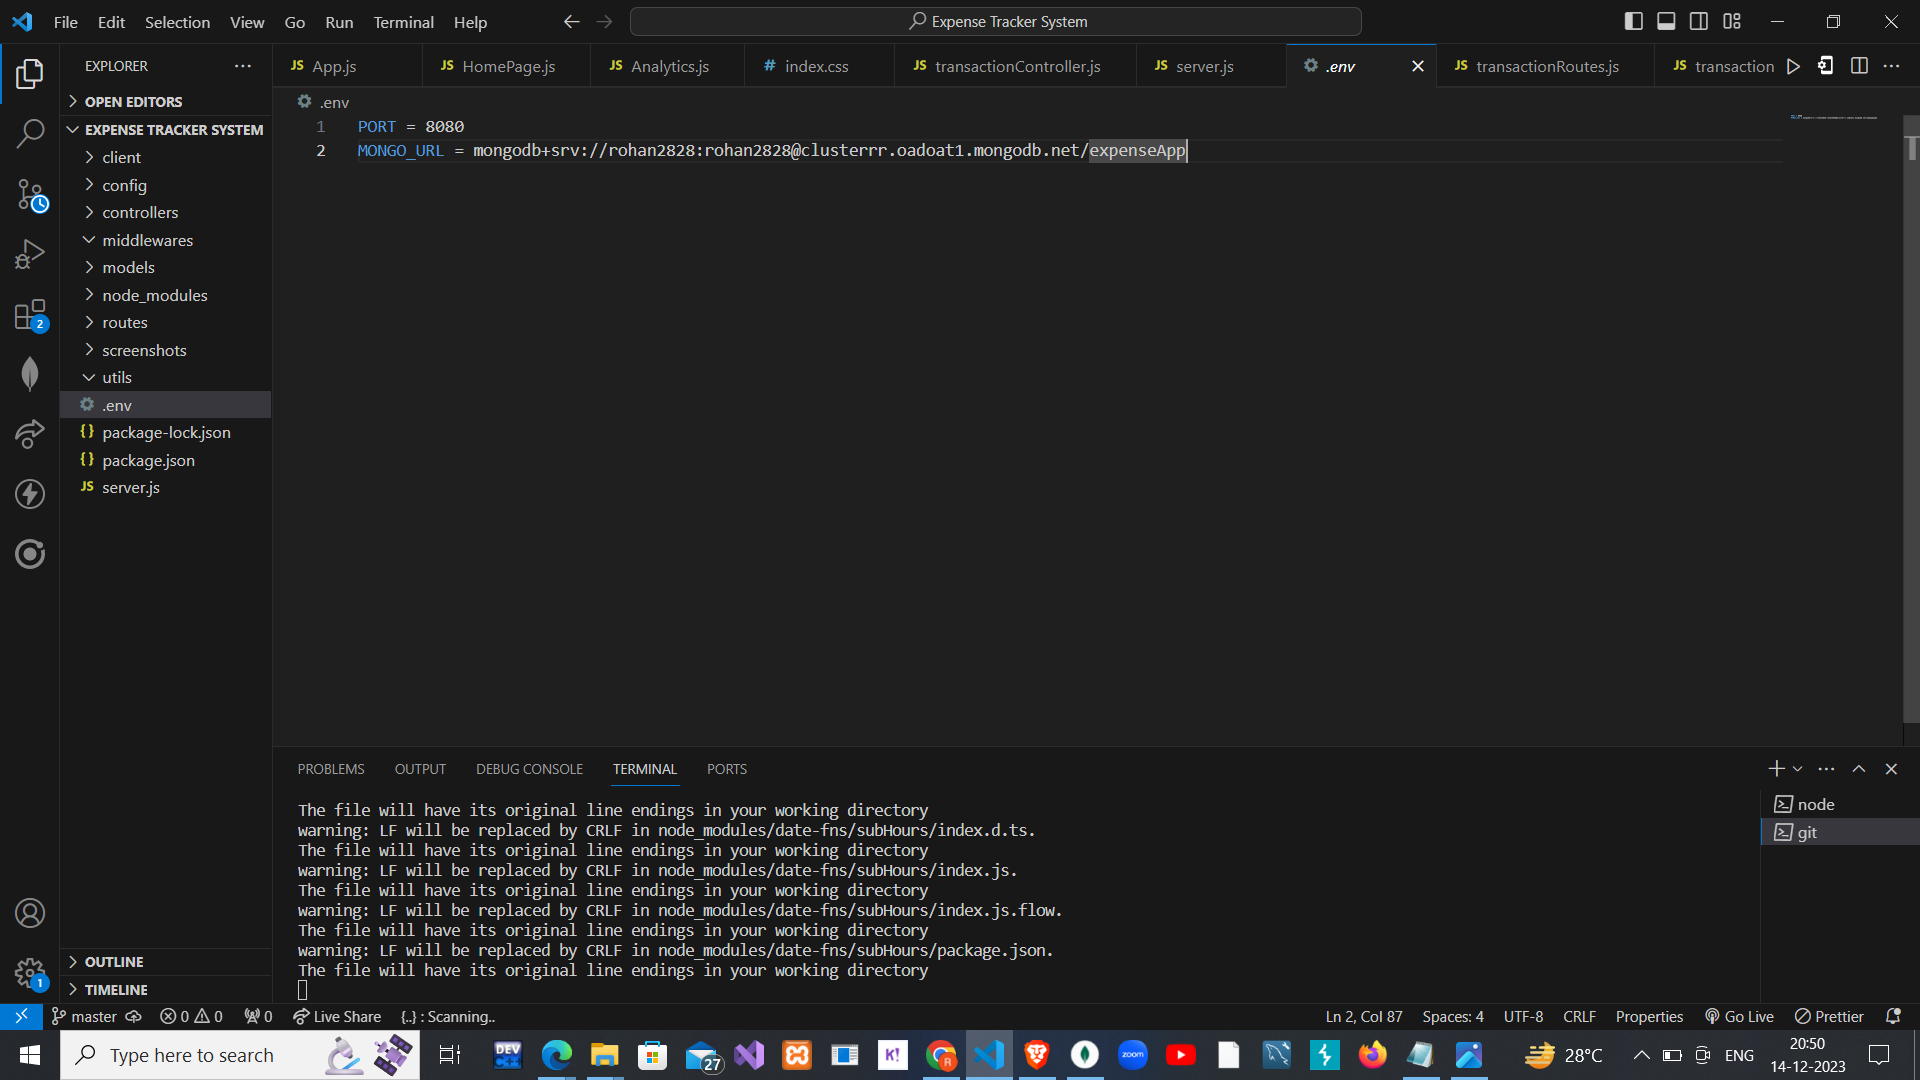 File Edit Selection View Go Run Terminal Help
Expense Tracker System
EXPLORER
OPEN EDITORS
EXPENSE TRACKER SYSTEM
client
config
controllers
middlewares
models
node_modules
routes
screenshots
utils
.env
package-lock.json
package.json
JS server.js
OUTLINE
TIMELINE
2
1
JS App.js
JS HomePage.js
JS Analytics.js
# index.css
JS transactionController.js
JS server.js
.env
JS transactionRoutes.js
JS transaction
.env
1 PORT = 8080
2 MONGO_URL = mongodb+srv://rohan2828:rohan2828@clusterrr.oadoat1.mongodb.net/expenseApp
PROBLEMS OUTPUT DEBUG CONSOLE TERMINAL PORTS
The file will have its original line endings in your working directory
warning: LF will be replaced by CRLF in node_modules/date-fns/subHours/index.d.ts.
The file will have its original line endings in your working directory
warning: LF will be replaced by CRLF in node_modules/date-fns/subHours/index.js.
The file will have its original line endings in your working directory
warning: LF will be replaced by CRLF in node_modules/date-fns/subHours/index.js.flow.
The file will have its original line endings in your working directory
warning: LF will be replaced by CRLF in node_modules/date-fns/subHours/package.json.
The file will have its original line endings in your working directory
node
git
master 0 0 0 Live Share {..} : Scanning.. Ln 2, Col 87 Spaces: 4 UTF-8 CRLF Properties Go Live Prettier
Type here to search
DEV C++
27
K!
R
zoom
28°C
ENG
20:50
14-12-2023